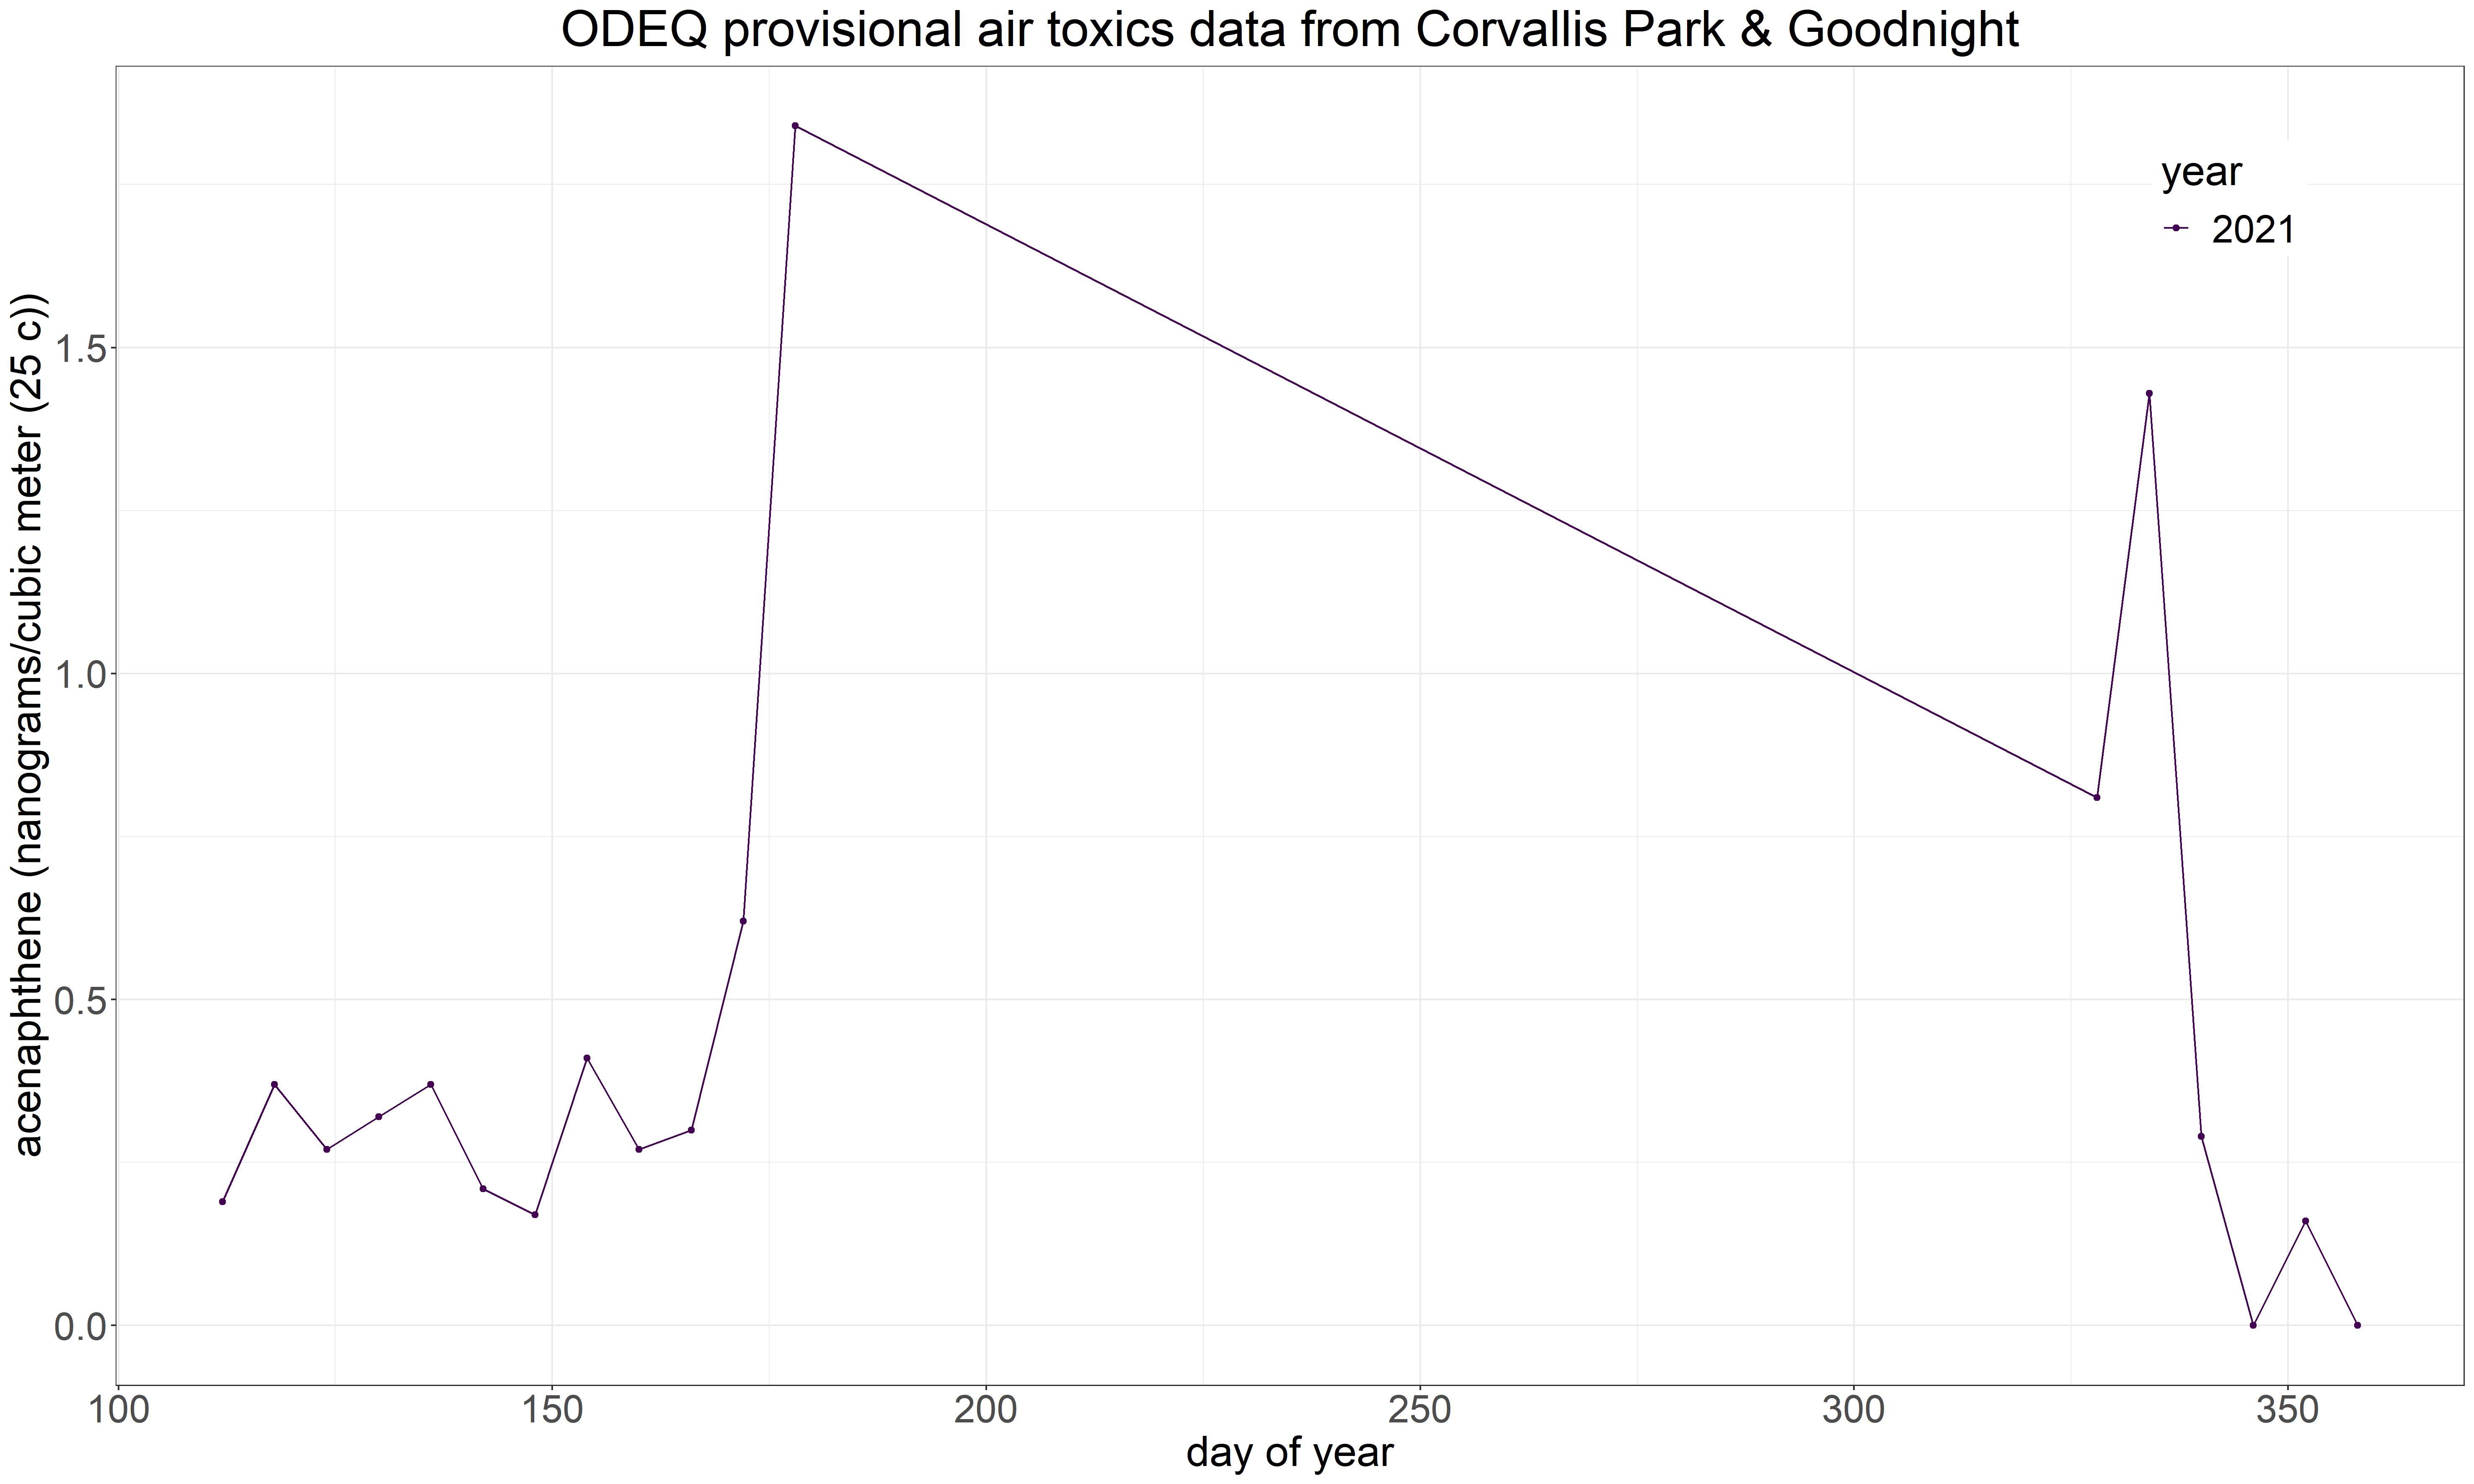 ODEQ provisional air toxics data from Corvallis Park & Goodnight
year
2021
acenaphthene (nanograms/cubic meter (25 c))
1.5
1.0
0.5
0.0
100 150 200 250 300 350
day of year